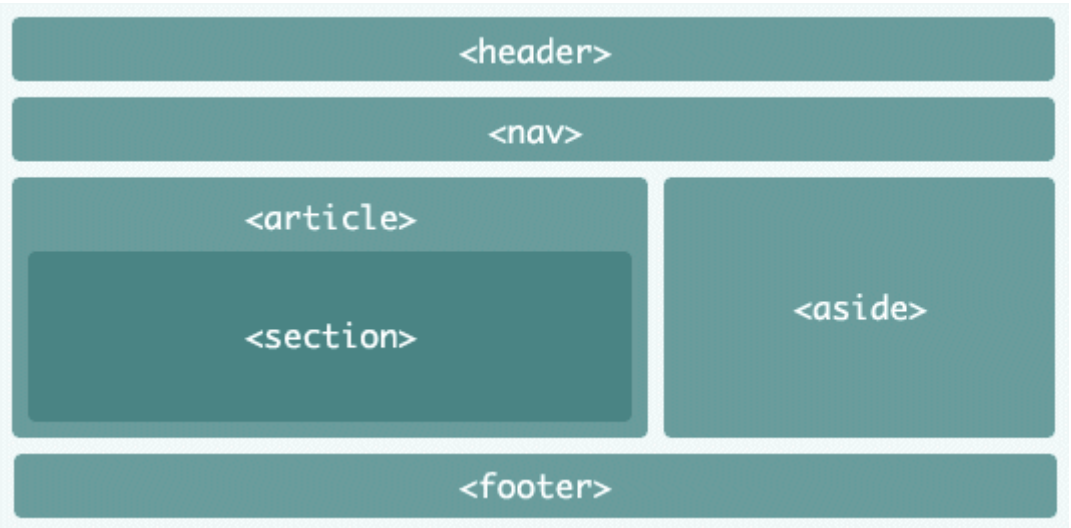 <header>
<nav>
<article>
<section>
<aside>
<footer>